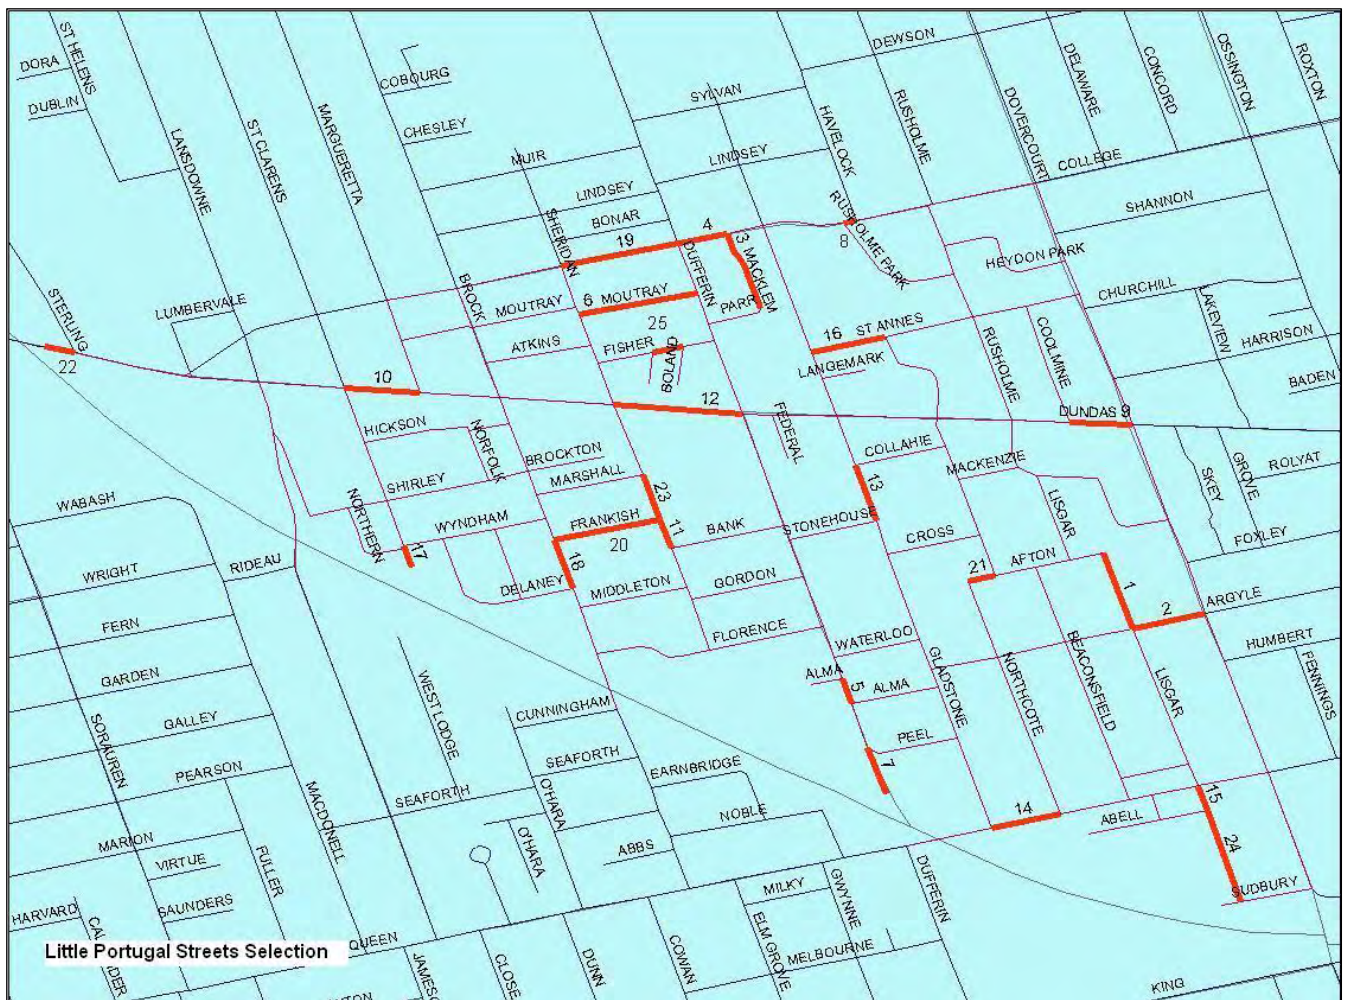 ST HELENS
DORA
DUBLIN
LANSDOWNE
ST CLARENS
MARGUERETTA
COBOURG
CHESLEY
MUIR
LINDSEY
BONAR
SHERIDAN
SYLVAN
LINDSEY
DEWSON
HAVELOCK
RUSHOLME
DOVERCOURT
DELAWARE
CONCORD
OSSINGTON
ROXTON
COLLEGE
SHANNON
HEYDON PARK
RUSHOLME PARK
8
4
19
3
MACKLEM
DUFFERIN
PARR
BROCK
MOUTRAY
6
MOUTRAY
25
ATKINS
FISHER
BOLAND
LUMBERVALE
STERLING
22
10
12
16
ST ANNES
LANGEMARK
RUSHOLME
COOLMINE
CHURCHILL
LAKEVIEW
HARRISON
BADEN
DUNDAS
9
FEDERAL
HICKSON
NORFOLK
BROCKTON
MARSHALL
SHIRLEY
NORTHERN
WYNDHAM
17
FRANKISH
20
23
11
18
DELANEY
MIDDLETON
BANK
GORDON
FLORENCE
STONEHOUSE
13
COLLAHIE
MACKENZIE
CROSS
LISGAR
21
AFTON
1
2
ARGYLE
SKEY
GROVE
ROLYAT
FOXLEY
HUMBERT
PENNINGS
WABASH
WRIGHT
RIDEAU
FERN
GARDEN
GALLEY
SORAUREN
PEARSON
MARION
VIRTUE
SAUNDERS
HARVARD
FULLER
MACDONELL
WEST LODGE
SEAFORTH
CUNNINGHAM
SEAFORTH
O'HARA
O'HARA
ABBS
EARNBRIDGE
NOBLE
WATERLOO
ALMA
5
ALMA
PEEL
7
GLADSTONE
NORTHCOTE
BEACONSFIELD
LISGAR
14
ABELL
15
24
SUDBURY
MILKY
GWYNNE
DUFFERIN
ELM GROVE
MELBOURNE
COWAN
DUNN
CLOSE
QUEEN
KING
Little Portugal Streets Selection